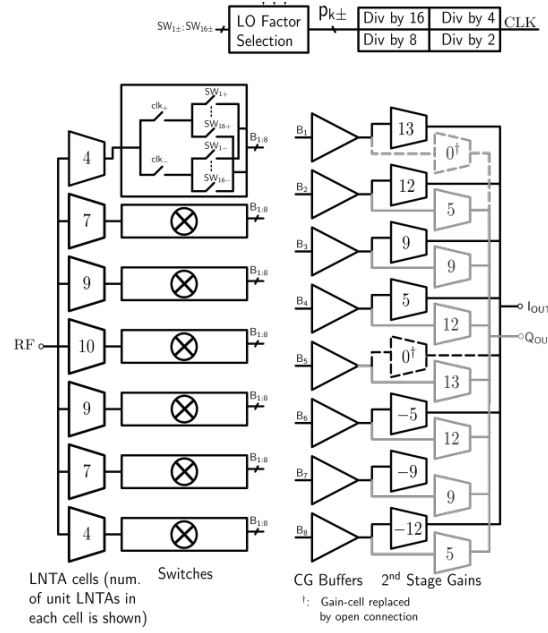 SW1±:SW16±
LO Factor
Selection
pk±
Div by 16
Div by 4
CLK
Div by 8
Div by 2
clk+
SW1+
SW16+
clk−
SW1−
SW16−
B1:8
4
7
B1:8
9
B1:8
RF
10
B1:8
9
B1:8
7
B1:8
4
B1:8
B1
13
0†
B2
12
5
B3
9
9
B4
5
12
IOUT
QOU
B5
0†
13
B6
−5
12
B7
−9
9
B8
−12
5
LNTA cells (num.
of unit LNTAs in
each cell is shown)
Switches
CG Buffers
2nd Stage Gains
†: Gain-cell replaced
by open connection